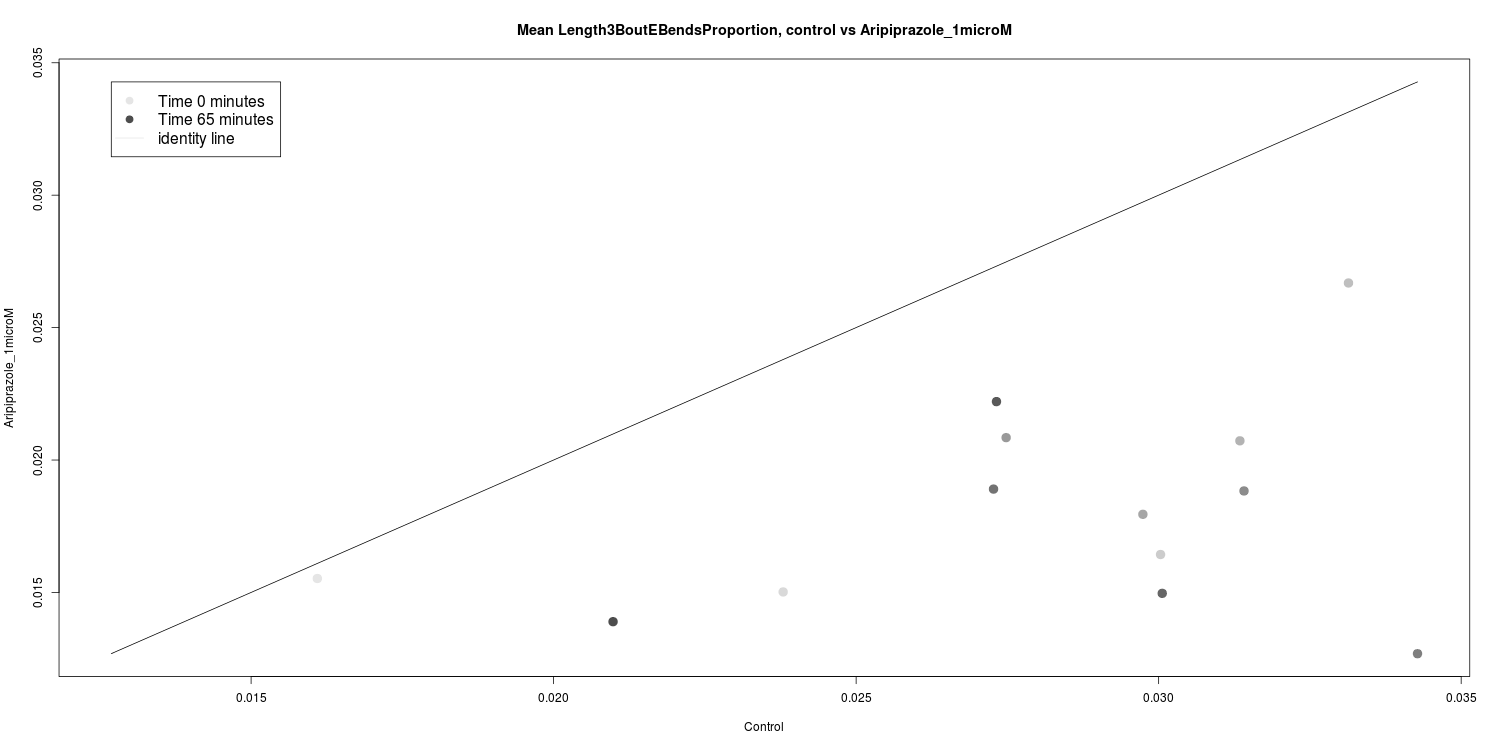 Mean Length3BoutEBendsProportion, control vs Aripiprazole_1microM
Time 0 minutes
Time 65 minutes
identity line
0.035
0.030
0.025
0.020
0.015
Aripiprazole_1microM
0.015
0.020
0.025
0.030
0.035
Control